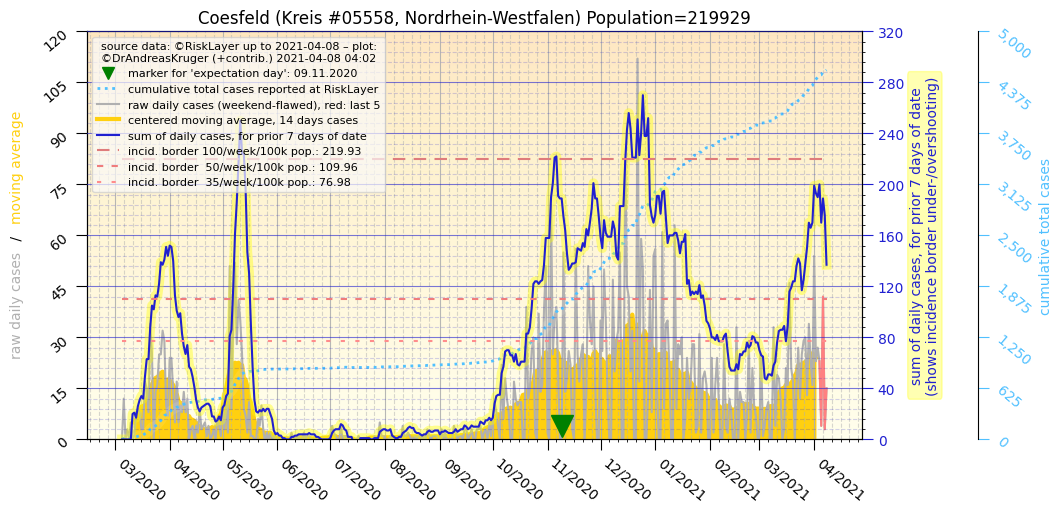 Coesfeld (Kreis #05558, Nordrhein-Westfalen) Population=219929
source data: ©RiskLayer up to 2021-04-08 – plot:
©DrAndreasKruger (+contrib.) 2021-04-08 04:02
marker for 'expectation day': 09.11.2020
cumulative total cases reported at RiskLayer
raw daily cases (weekend-flawed), red: last 5
centered moving average, 14 days cases
sum of daily cases, for prior 7 days of date
incid. border 100/week/100k pop.: 219.93
incid. border  50/week/100k pop.: 109.96
incid. border  35/week/100k pop.: 76.98
raw daily cases / moving average
120
105
90
75
60
45
30
15
0
03/2020
04/2020
05/2020
06/2020
07/2020
08/2020
09/2020
10/2020
11/2020
12/2020
01/2021
02/2021
03/2021
04/2021
320
280
240
200
160
120
80
40
0
sum of daily cases, for prior 7 days of date
(shows incidence border under-/overshooting)
5,000
4,375
3,750
3,125
2,500
1,875
1,250
625
0
cumulative total cases